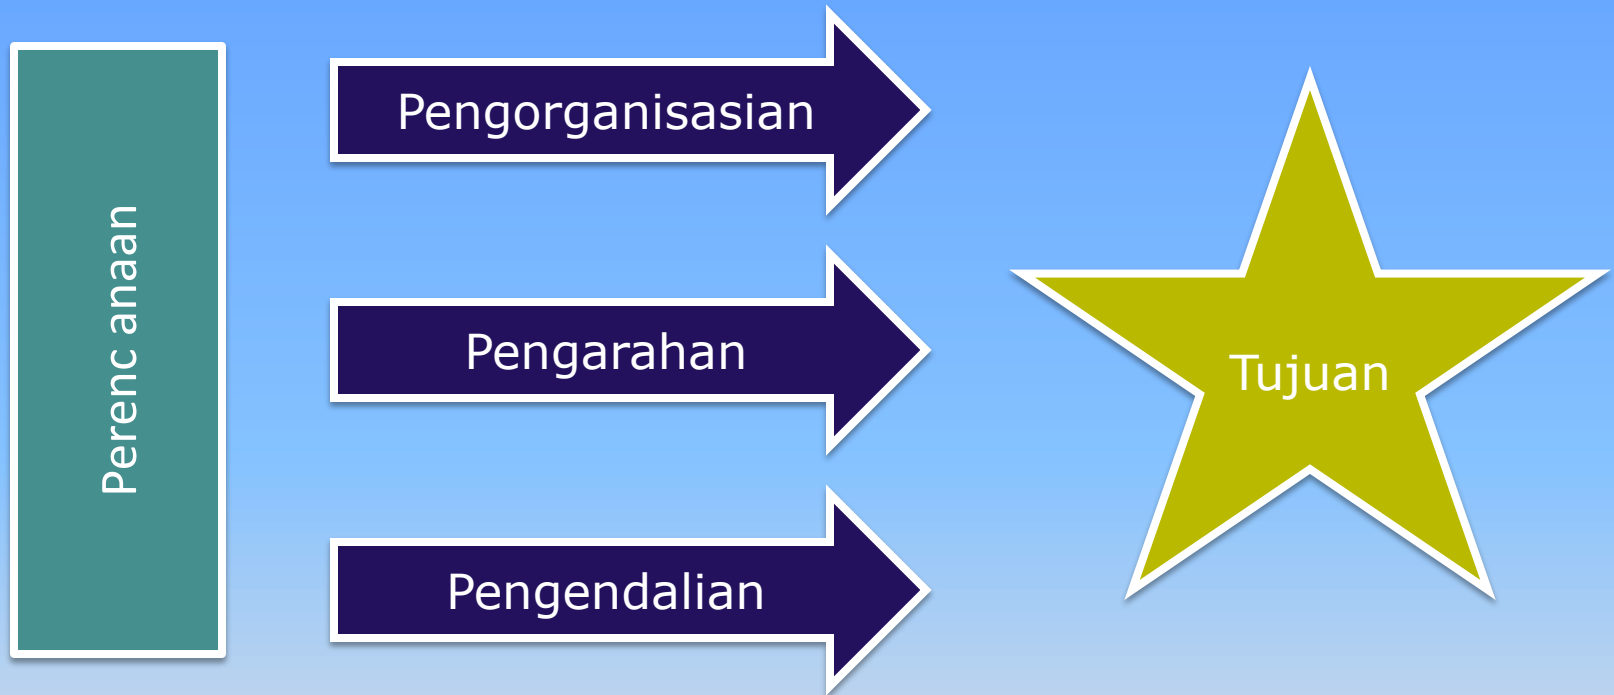 Perenc anaan
Pengorganisasian
Pengarahan
Pengendalian
Tujuan